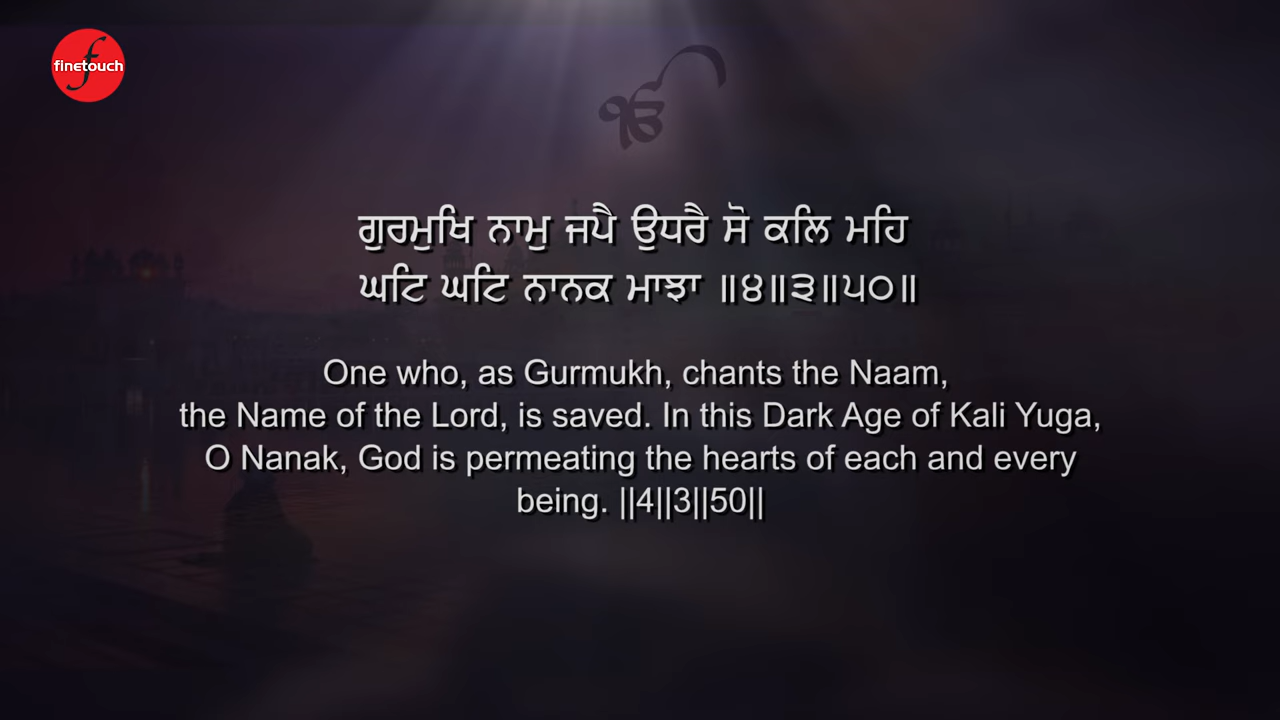 finetouch
ੴ
ਗੁਰਮੁਖਿ ਨਾਮੁ ਜਪੈ ਉਧਰੈ ਸੋ ਕਲਿ ਮਹਿ
ਘਟਿ ਘਟਿ ਨਾਨਕ ਮਾਝਾ ॥੪॥੩॥੫੦॥
One who, as Gurmukh, chants the Naam,
the Name of the Lord, is saved. In this Dark Age of Kali Yuga,
O Nanak, God is permeating the hearts of each and every
being. ||4||3||50||